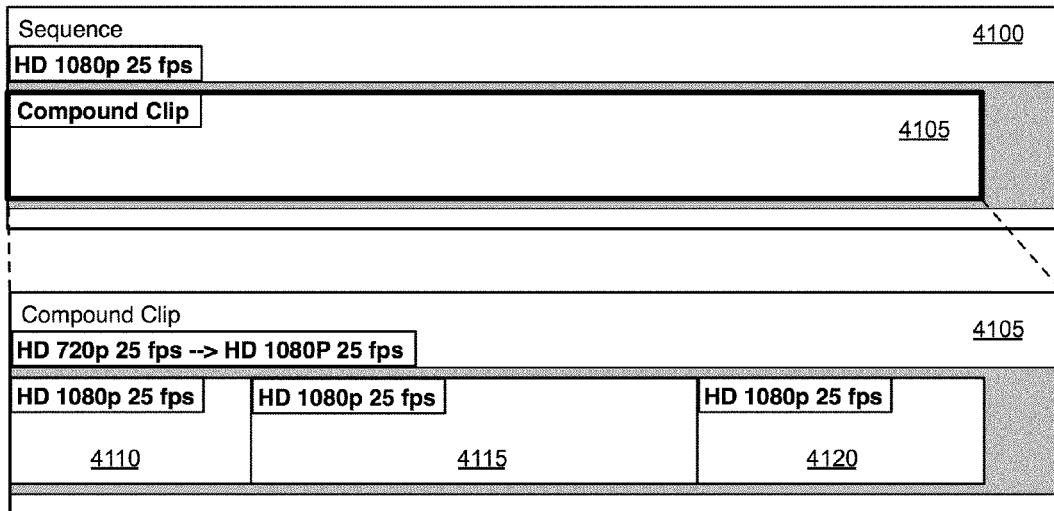 Sequence
4100
HD 1080p 25 fps
Compound Clip
4105
Compound Clip
4105
HD 720p 25 fps --> HD 1080P 25 fps
HD 1080p 25 fps
HD 1080p 25 fps
HD 1080p 25 fps
4110
4115
4120